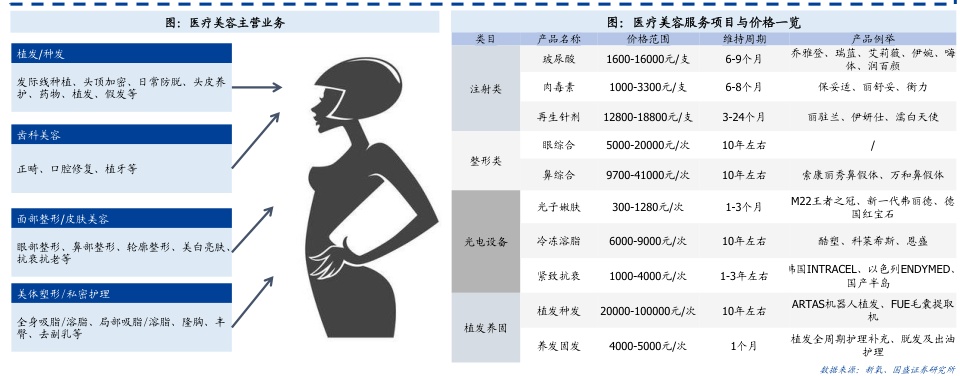 图：医疗美容主营业务
植发/种发
发际线种植、头顶加密、日常防脱、头皮养
护、药物、植发、假发等
齿科美容
正畸、口腔修复、植牙等
面部整形/皮肤美容
眼部整形、鼻部整形、轮廓整形、美白亮肤、
抗衰抗老等
美体塑形/私密护理
全身吸脂/溶脂、局部吸脂/溶脂、隆胸、丰
臀、去副乳等
图：医疗美容服务项目与价格一览
类目 产品名称 价格范围 维持周期 产品例举
注射类
玻尿酸 1600-16000元/支 6-9个月 乔雅登、瑞蓝、艾莉薇、伊婉、嗨
体、润百颜
肉毒素 1000-3300元/支 6-8个月 保妥适、丽舒妥、衡力
再生针剂 12800-18800元/支 3-24个月 丽驻兰、伊妍仕、濡白天使
整形类
眼综合 5000-20000元/次 10年左右 /
鼻综合 9700-41000元/次 10年左右 索康丽秀鼻假体、万和鼻假体
光电设备
光子嫩肤 300-1280元/次 1-3个月 M22王者之冠、新一代弗丽德、德
国红宝石
冷冻溶脂 6000-9000元/次 10年左右 酷塑、科莱希斯、恩盛
紧致抗衰 1000-4000元/次 1-3年左右 韩国INTRACEL、以色列ENDYMED、
国产半岛
植发养固
植发种发 20000-100000元/次 10年左右 ARTAS机器人植发、FUE毛囊提取
机
养发固发 4000-5000元/次 1个月 植发全周期护理补充、脱发及出油
护理
数据来源：新氧、国盛证券研究所